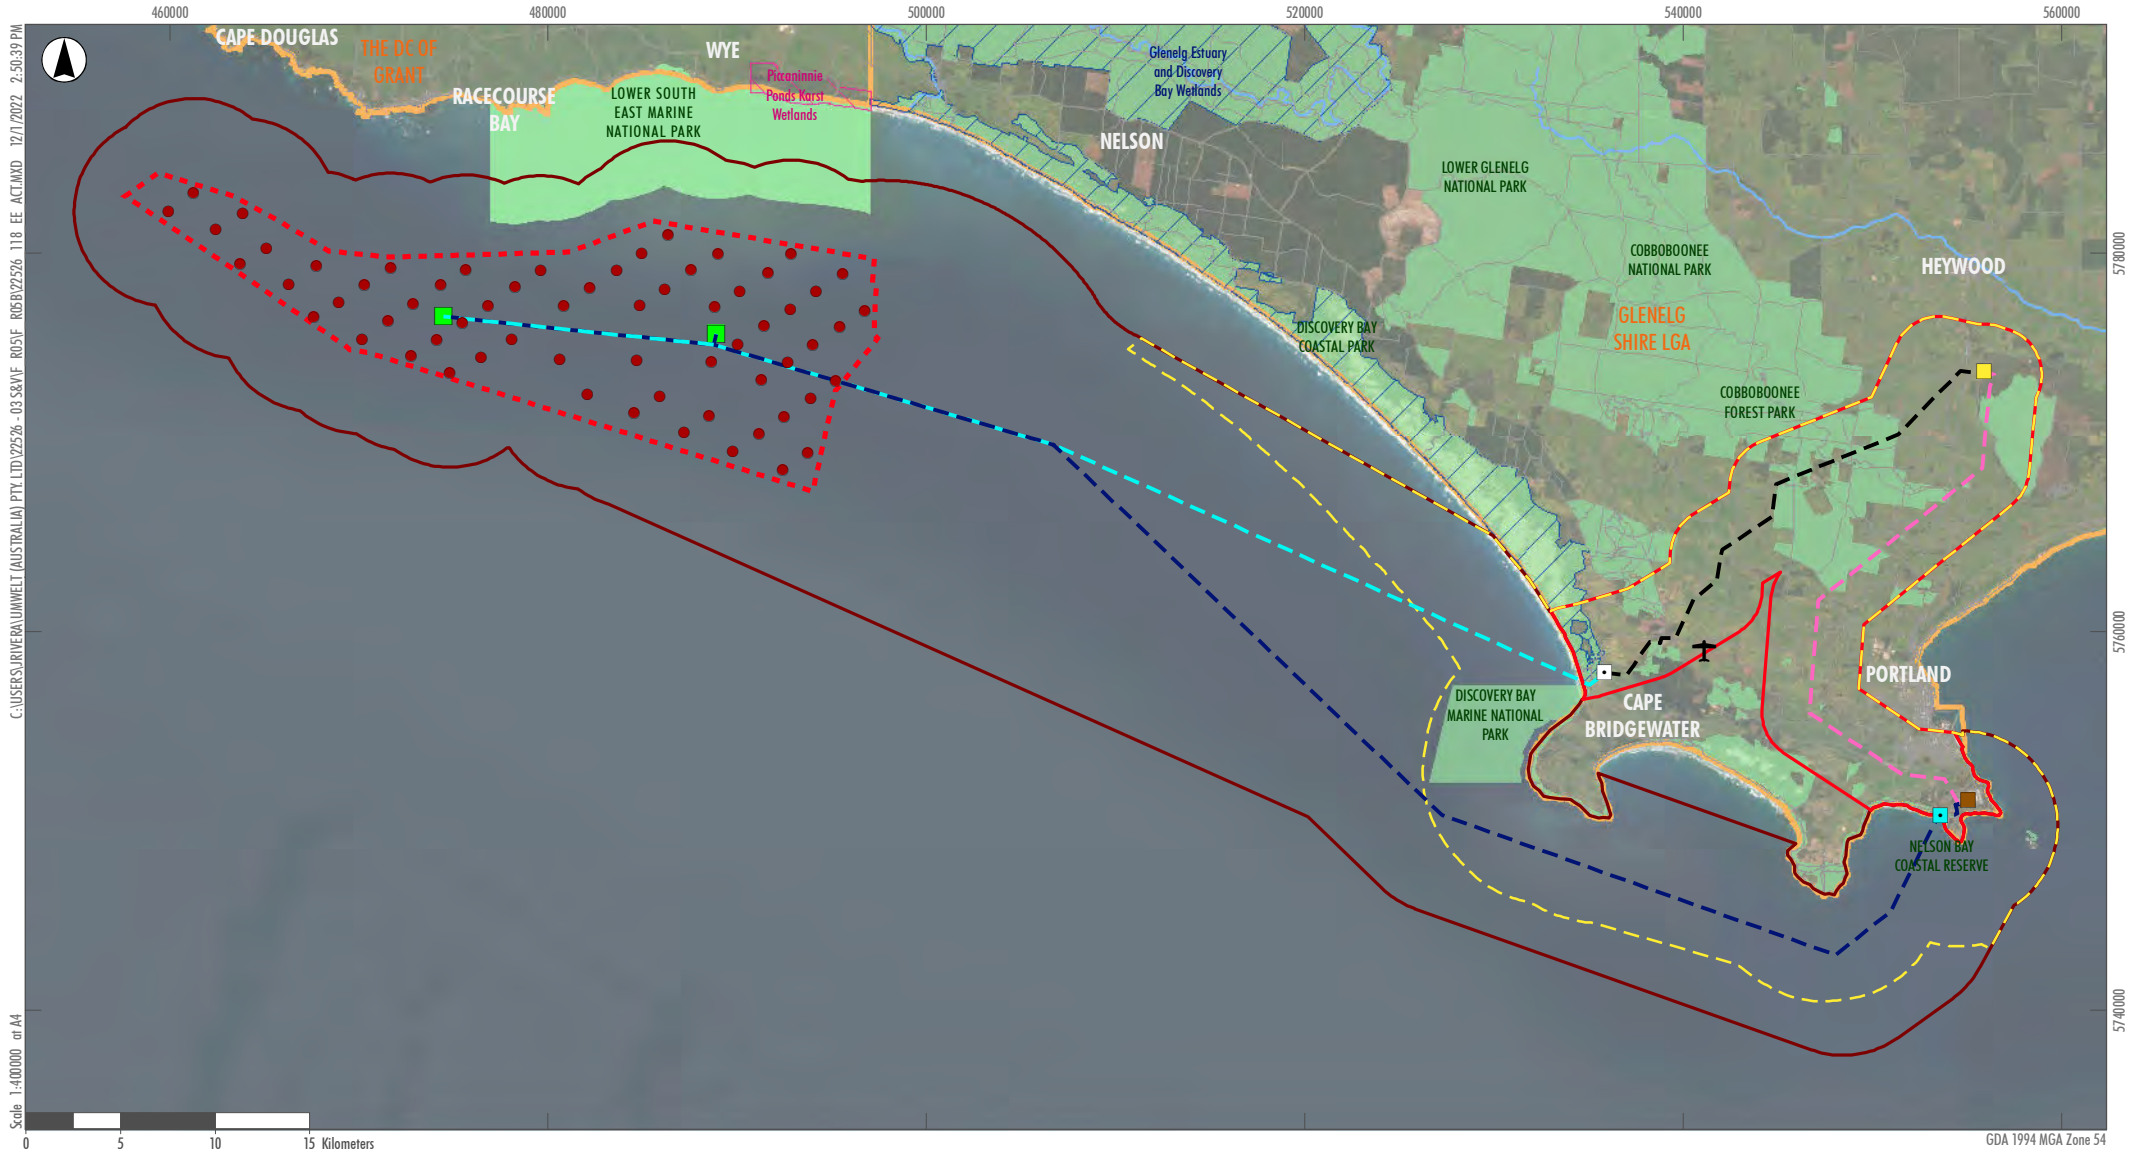 460000
480000
500000
520000
540000
560000
CAPE DOUGLAS
THE DC OF
GRANT
RACECOURSE
BAY
WYE
LOWER SOUTH
EAST MARINE
NATIONAL PARK
Piccaninnie
Ponds Karst
Wetlands
Glenelg Estuary
and Discovery
Bay Wetlands
NELSON
LOWER GLENELG
NATIONAL PARK
COBBOBOONEE
NATIONAL PARK
HEYWOOD
GLENELG
SHIRE LGA
DISCOVERY BAY
COASTAL PARK
COBBOBOONEE
FOREST PARK
PORTLAND
DISCOVERY BAY
MARINE NATIONAL
PARK
CAPE
BRIDGEWATER
NELSON BAY
COASTAL RESERVE
5780000
5760000
5740000
C:\USERS\JRIVERA\UMWELT (AUSTRALIA) PTY. LTD\22526 - 03 S&V\F R05\F R05B\22526 118 EE ACT.MXD 12/1/2022 2:50:39 PM
Scale 1:400000 at A4
0 5 10 15 Kilometers
GDA 1994 MGA Zone 54